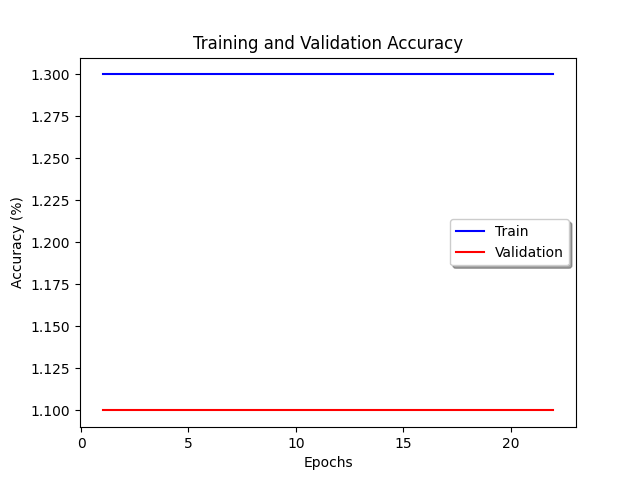 Training and Validation Accuracy
1.300
1.275
1.250
1.225
1.200
1.175
1.150
1.125
1.100
Accuracy (%)
Train
Validation
0 5 10 15 20
Epochs